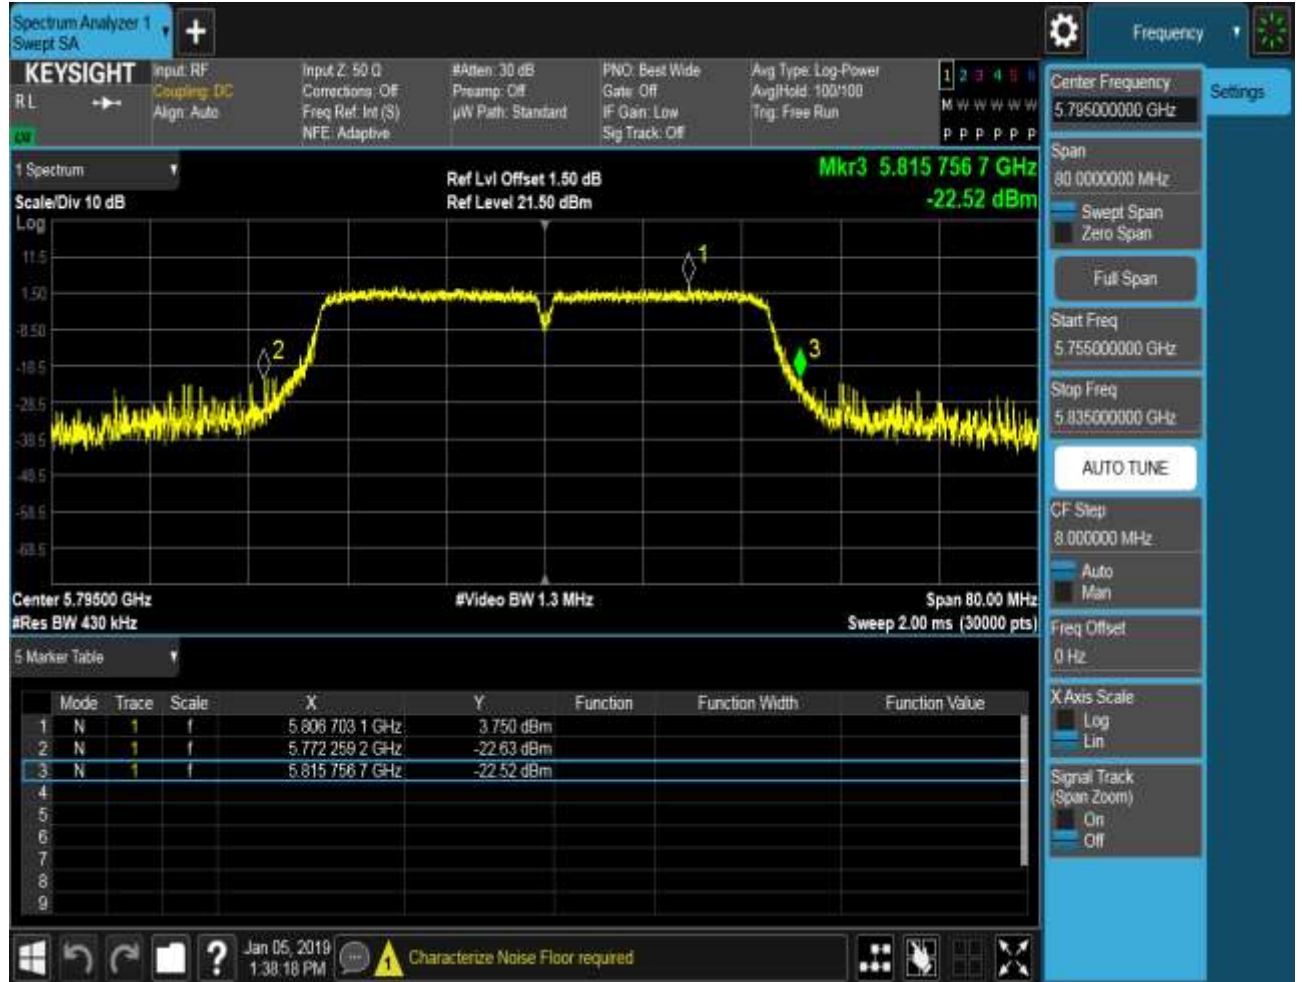 Spectrum Analyzer 1
Swept SA
+
Frequency
KEYSIGHT
RL
Input: RF
Coupling: DC
Align: Auto
Input Z: 50 Ω
Corrections: Off
Freq Ref: Int (S)
NFE: Adaptive
#Atten: 30 dB
Preamp: Off
µW Path: Standard
PNO: Best Wide
Gate: Off
IF Gain: Low
Sig Track: Off
Avg Type: Log-Power
Avg|Hold: 100/100
Trig: Free Run
1 2 3 4 5 6
M W W W W W
P P P P P P
1 Spectrum
Scale/Div 10 dB
Ref Lvl Offset 1.50 dB
Ref Level 21.50 dBm
Mkr3 5.815 756 7 GHz
-22.52 dBm
Log
11.5
1.50
-8.50
-18.5
-28.5
-38.5
-48.5
-58.5
-68.5
1
2
3
Center 5.79500 GHz
#Res BW 430 kHz
#Video BW 1.3 MHz
Span 80.00 MHz
Sweep 2.00 ms (30000 pts)
5 Marker Table
Mode Trace Scale X Y Function Function Width Function Value
1 N 1 f 5.806 703 1 GHz 3.750 dBm
2 N 1 f 5.772 259 2 GHz -22.63 dBm
3 N 1 f 5.815 756 7 GHz -22.52 dBm
4
5
6
7
8
9
?
Jan 05, 2019
1:38:18 PM
1
Characterize Noise Floor required
Center Frequency
5.795000000 GHz
Settings
Span
80.0000000 MHz
Swept Span
Zero Span
Full Span
Start Freq
5.755000000 GHz
Stop Freq
5.835000000 GHz
AUTO TUNE
CF Step
8.000000 MHz
Auto
Man
Freq Offset
0 Hz
X Axis Scale
Log
Lin
Signal Track
(Span Zoom)
On
Off